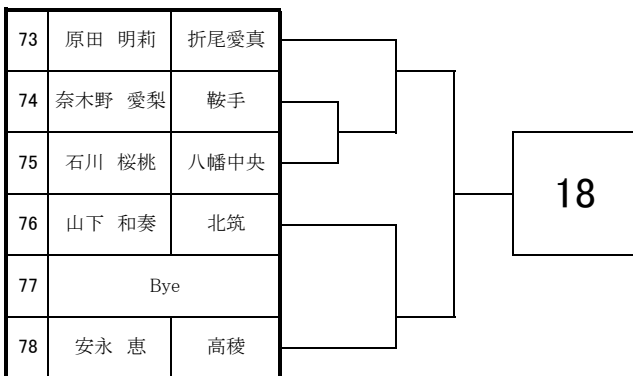 73 原田 明莉 折尾愛真
74 奈木野 愛梨 鞍手
75 石川 桜桃 八幡中央
76 山下 和奏 北筑
77 Bye
78 安永 恵 高稜
18